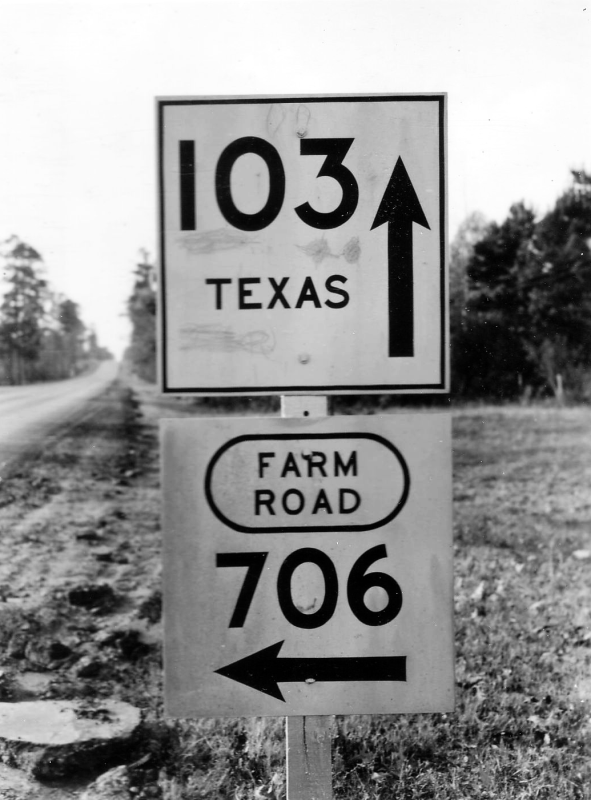 103
TEXAS
FARM
ROAD
706